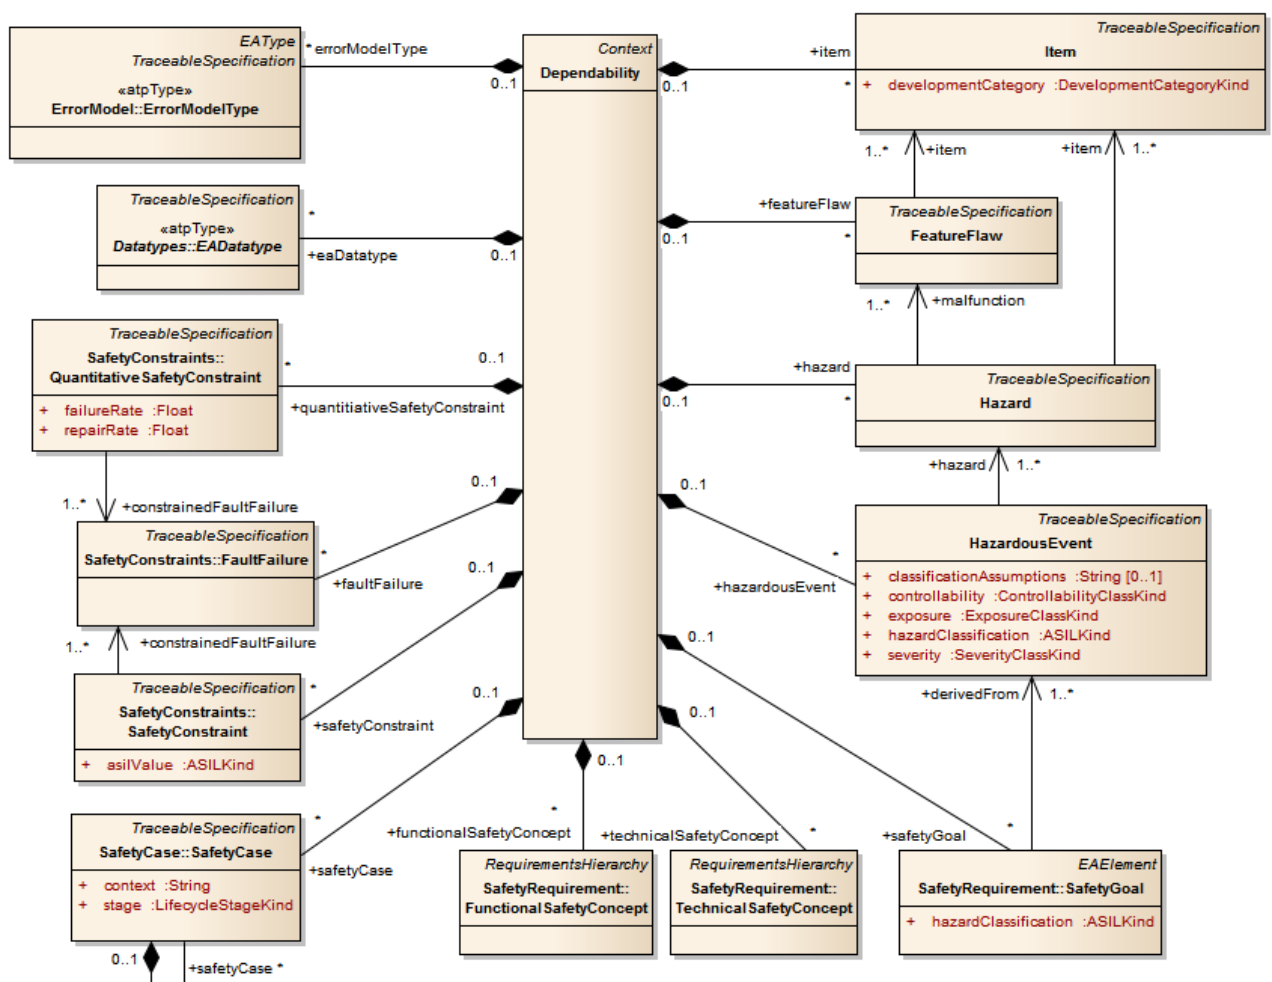 EAType
TraceableSpecification
«atpType»
ErrorModel::ErrorModelType
* errorModelType
0..1
Context
Dependability
+item
0..1
*
TraceableSpecification
Item
+ developmentCategory :DevelopmentCategoryKind
1..*
+item
+item
1..*
TraceableSpecification
«atpType»
Datatypes::EADatatype
*
+eaDatatype
0..1
+featureFlaw
0..1
*
TraceableSpecification
FeatureFlaw
1..*
+malfunction
TraceableSpecification
SafetyConstraints::
QuantitativeSafetyConstraint
+ failureRate :Float
+ repairRate :Float
*
0..1
+quantitiativeSafetyConstraint
+hazard
0..1
*
TraceableSpecification
Hazard
+hazard
1..*
1..*
+constrainedFaultFailure
TraceableSpecification
SafetyConstraints::FaultFailure
*
0..1
+faultFailure
0..1
*
+hazardousEvent
TraceableSpecification
HazardousEvent
+ classificationAssumptions :String [0..1]
+ controllability :ControllabilityClassKind
+ exposure :ExposureClassKind
+ hazardClassification :ASILKind
+ severity :SeverityClassKind
1..*
+constrainedFaultFailure
TraceableSpecification
SafetyConstraints::
SafetyConstraint
+ asilValue :ASILKind
*
0..1
+safetyConstraint
0..1
+derivedFrom
1..*
TraceableSpecification
SafetyCase::SafetyCase
+ context :String
+ stage :LifecycleStageKind
*
0..1
+safetyCase
0..1
+safetyCase *
0..1
*
+functionalSafetyConcept
RequirementsHierarchy
SafetyRequirement::
FunctionalSafetyConcept
0..1
+technicalSafetyConcept
*
RequirementsHierarchy
SafetyRequirement::
TechnicalSafetyConcept
+safetyGoal
*
EAElement
SafetyRequirement::SafetyGoal
+ hazardClassification :ASILKind